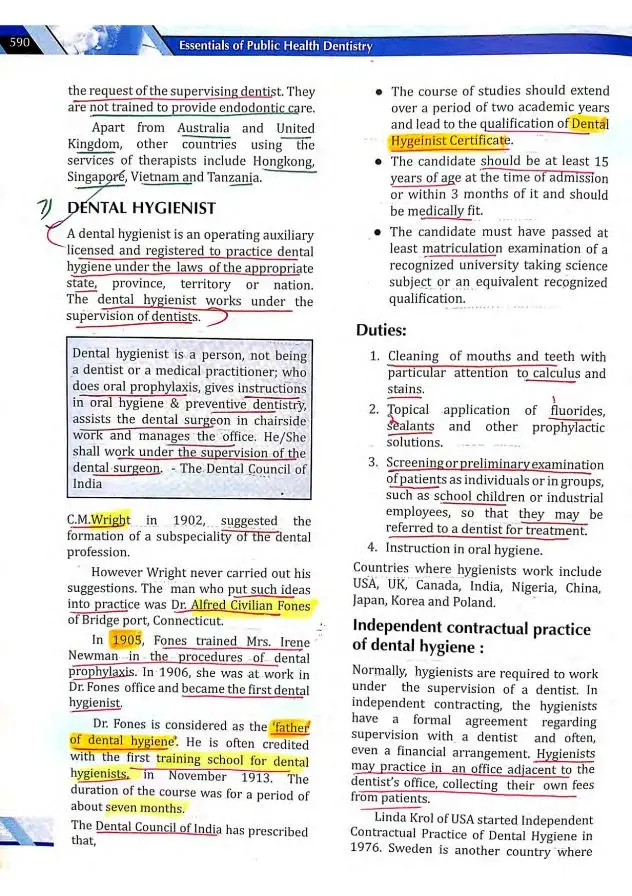 590
Essentials of Public Health Dentistry
the request of the supervising dentist. They
are not trained to provide endodontic care.
Apart from Australia and United
Kingdom, other countries using the
services of therapists include Hongkong,
Singapore, Vietnam and Tanzania.
7) DENTAL HYGIENIST
A dental hygienist is an operating auxiliary
licensed and registered to practice dental
hygiene under the laws of the appropriate
state, province, territory or nation.
The dental hygienist works under the
supervision of dentists.
Dental hygienist is a person, not being
a dentist or a medical practitioner; who
does oral prophylaxis, gives instructions
in oral hygiene & preventive dentistry,
assists the dental surgeon in chairside
work and manages the office. He/She
shall work under the supervision of the
dental surgeon. - The Dental Council of
India
C.M.Wright in 1902, suggested the
formation of a subspeciality of the dental
profession.
However Wright never carried out his
suggestions. The man who put such ideas
into practice was Dr. Alfred Civilian Fones
of Bridge port, Connecticut.
In 1905, Fones trained Mrs. Irene
Newman in the procedures of dental
prophylaxis. In 1906, she was at work in
Dr. Fones office and became the first dental
hygienist.
Dr. Fones is considered as the 'father
of dental hygiene'. He is often credited
with the first training school for dental
hygienists, in November 1913. The
duration of the course was for a period of
about seven months.
The Dental Council of India has prescribed
that,
• The course of studies should extend
over a period of two academic years
and lead to the qualification of Dental
Hygeinist Certificate.
• The candidate should be at least 15
years of age at the time of admission
or within 3 months of it and should
be medically fit.
• The candidate must have passed at
least matriculation examination of a
recognized university taking science
subject or an equivalent recognized
qualification.
Duties:
1. Cleaning of mouths and teeth with
particular attention to calculus and
stains.
2. Topical application of fluorides,
sealants and other prophylactic
solutions.
3. Screening or preliminary examination
of patients as individuals or in groups,
such as school children or industrial
employees, so that they may be
referred to a dentist for treatment.
4. Instruction in oral hygiene.
Countries where hygienists work include
USA, UK, Canada, India, Nigeria, China,
Japan, Korea and Poland.
Independent contractual practice
of dental hygiene :
Normally, hygienists are required to work
under the supervision of a dentist. In
independent contracting, the hygienists
have a formal agreement regarding
supervision with a dentist and often,
even a financial arrangement. Hygienists
may practice in an office adjacent to the
dentist's office, collecting their own fees
from patients.
Linda Krol of USA started Independent
Contractual Practice of Dental Hygiene in
1976. Sweden is another country where